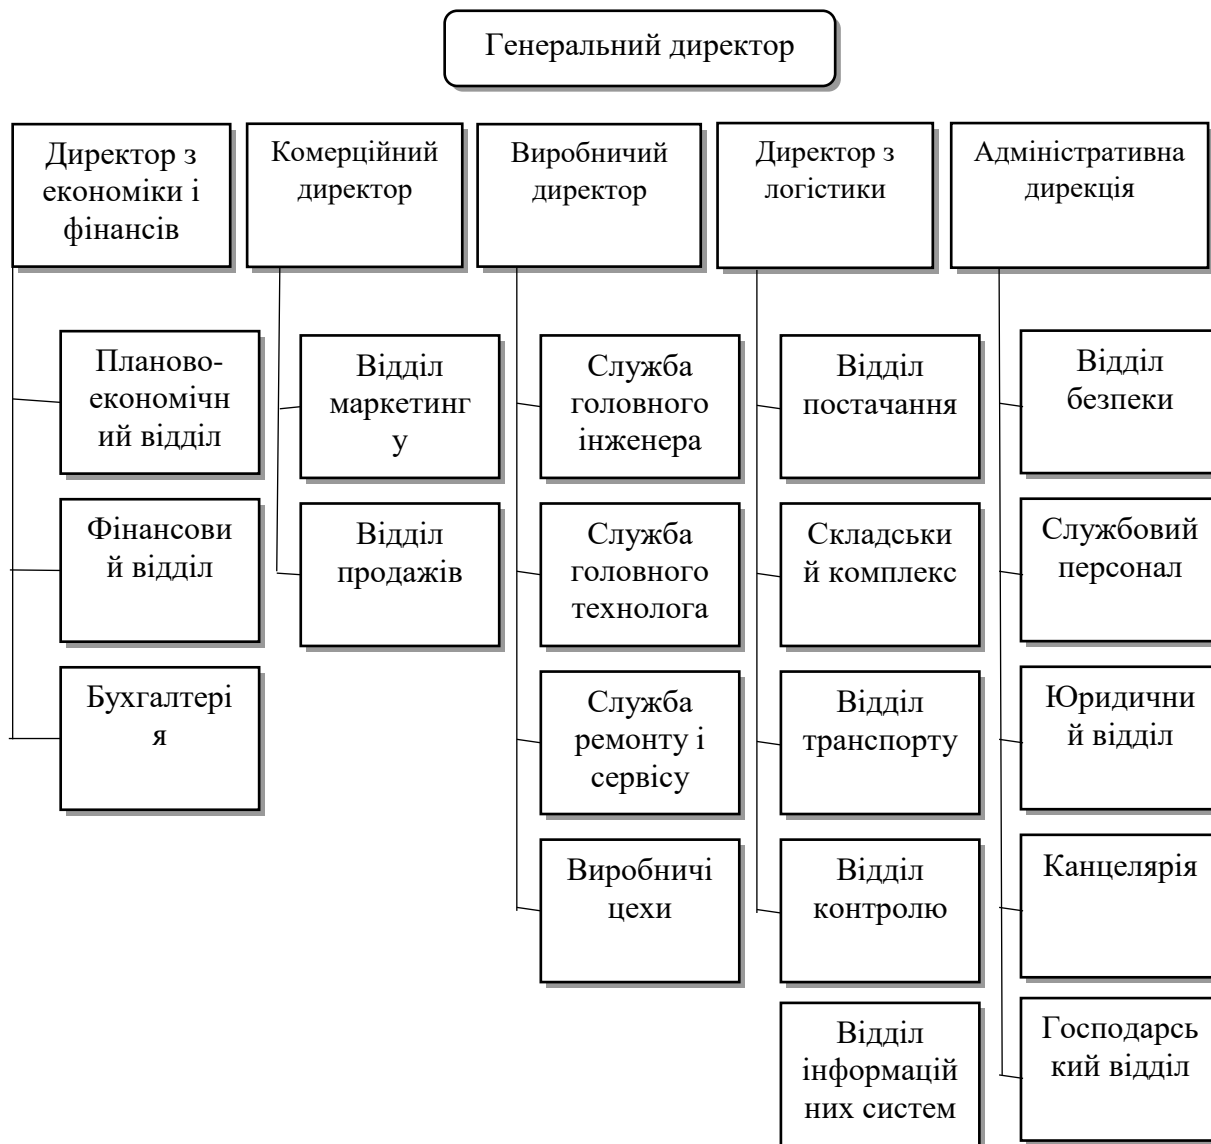 Генеральний директор
Директор з
економіки і
фінансів
Комерційний
директор
Виробничий
директор
Директор з
логістики
Адміністративна
дирекція
Планово-
економічн
ий відділ
Фінансови
й відділ
Бухгалтері
я
Відділ
маркетинг
у
Відділ
продажів
Служба
головного
інженера
Служба
головного
технолога
Служба
ремонту і
сервісу
Виробничі
цехи
Відділ
постачання
Складськи
й комплекс
Відділ
транспорту
Відділ
контролю
Відділ
інформацій
них систем
Відділ
безпеки
Службовий
персонал
Юридични
й відділ
Канцелярія
Господарсь
кий відділ